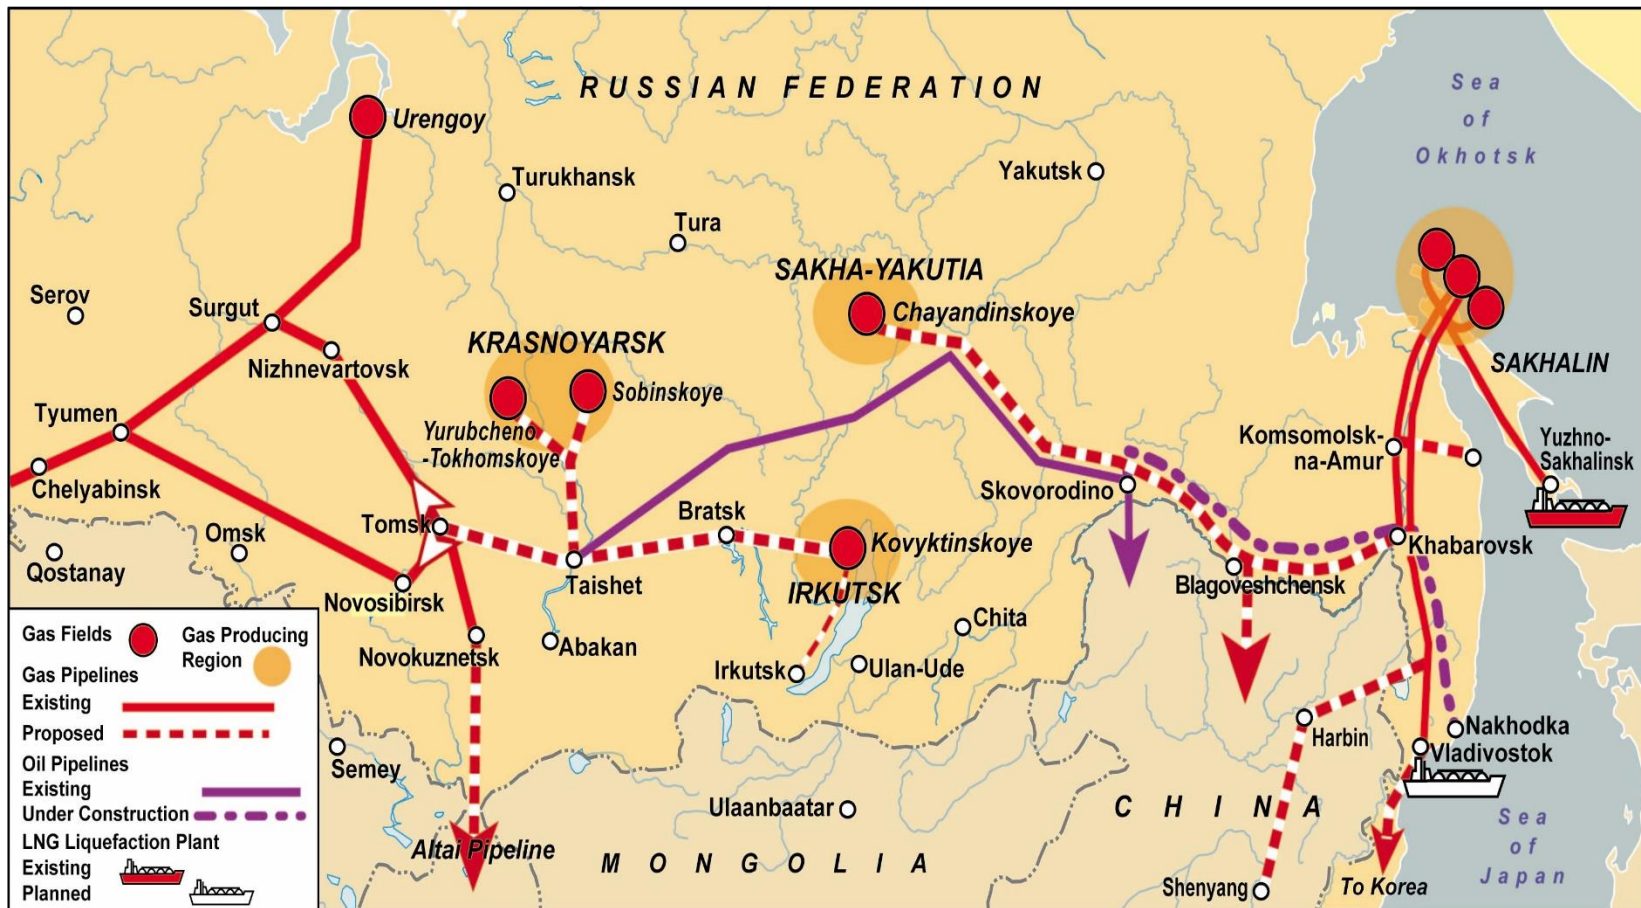 RUSSIAN FEDERATION
Sea
of
Okhotsk
Urengoy
Turukhansk
Yakutsk
Tura
SAKHA-YAKUTIA
Chayandinskoye
Serov
Surgut
Nizhnevartovsk
KRASNOYARSK
Sobinskoye
Yurubcheno
-Tokhomskoye
SAKHALIN
Tyumen
Chelyabinsk
Komsomolsk-
na-Amur
Yuzhno-
Sakhalinsk
Skovorodino
Omsk
Tomsk
Bratsk
Kovyktinskoye
IRKUTSK
Khabarovsk
Qostanay
Novosibirsk
Taishet
Blagoveshchensk
Novokuznetsk
Abakan
Irkutsk
Ulan-Ude
Chita
Harbin
Nakhodka
Vladivostok
Semey
Ulaanbaatar
CHINA
Altai Pipeline
MONGOLIA
Shenyang
To Korea
Sea
of
Japan
Gas Fields
Gas Producing
Region
Gas Pipelines
Existing
Proposed
Oil Pipelines
Existing
Under Construction
LNG Liquefaction Plant
Existing
Planned